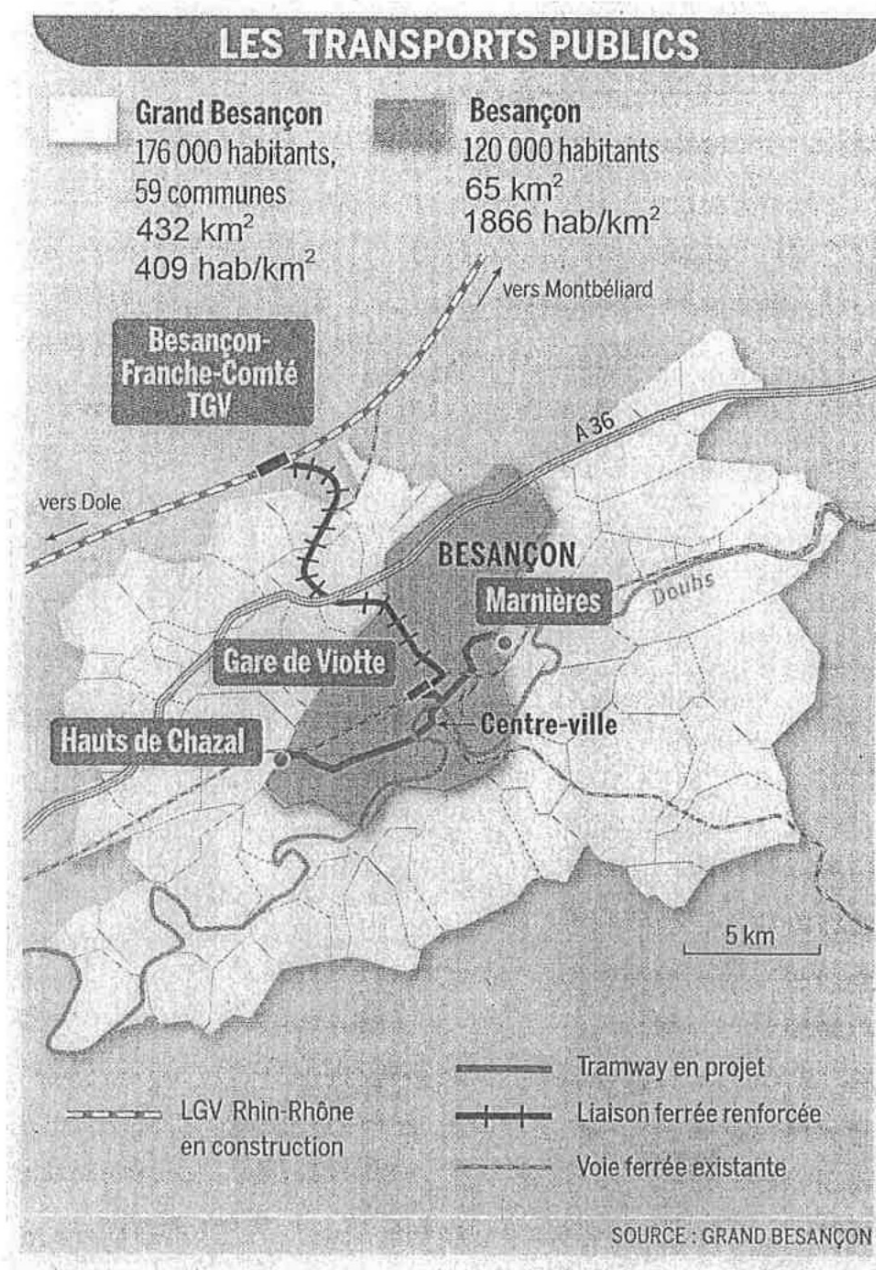 LES TRANSPORTS PUBLICS
Grand Besançon
176 000 habitants,
59 communes
432 km²
409 hab/km²
Besançon
120 000 habitants
65 km²
1866 hab/km²
vers Montbéliard
Besançon-
Franche-Comté
TGV
A 36
vers Dole
BESANÇON
Marnières
Doubs
Gare de Viotte
Centre-ville
Hauts de Chazal
5 km
Tramway en projet
LGV Rhin-Rhône
en construction
Liaison ferrée renforcée
Voie ferrée existante
SOURCE : GRAND BESANÇON